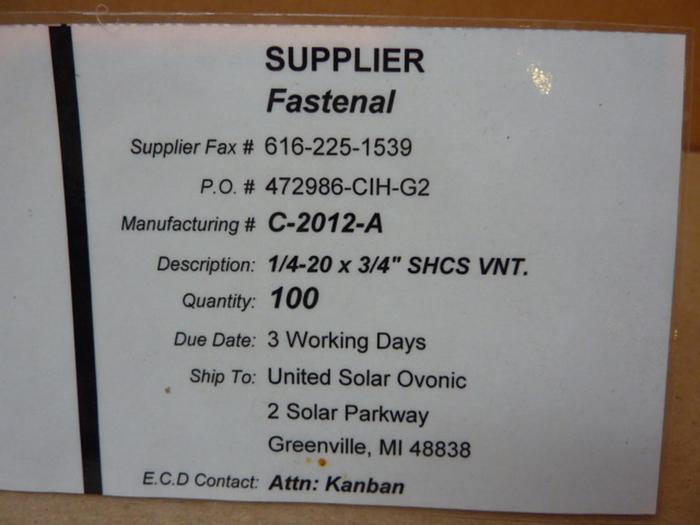 SUPPLIER
Fastenal
Supplier Fax # 616-225-1539
P.O. # 472986-CIH-G2
Manufacturing # C-2012-A
Description: 1/4-20 x 3/4" SHCS VNT.
Quantity: 100
Due Date: 3 Working Days
Ship To: United Solar Ovonic
2 Solar Parkway
Greenville, MI 48838
E.C.D Contact: Attn: Kanban